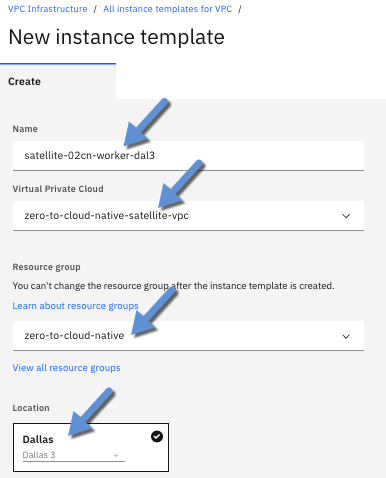 VPC Infrastructure / All instance templates for VPC /
New instance template
Create
Name
satellite-02cn-worker-dal3
Virtual Private Cloud
zero-to-cloud-native-satellite-vpc
Resource group
You can't change the resource group after the instance template is created.
Learn about resource groups
zero-to-cloud-native
View all resource groups
Location
Dallas
Dallas 3